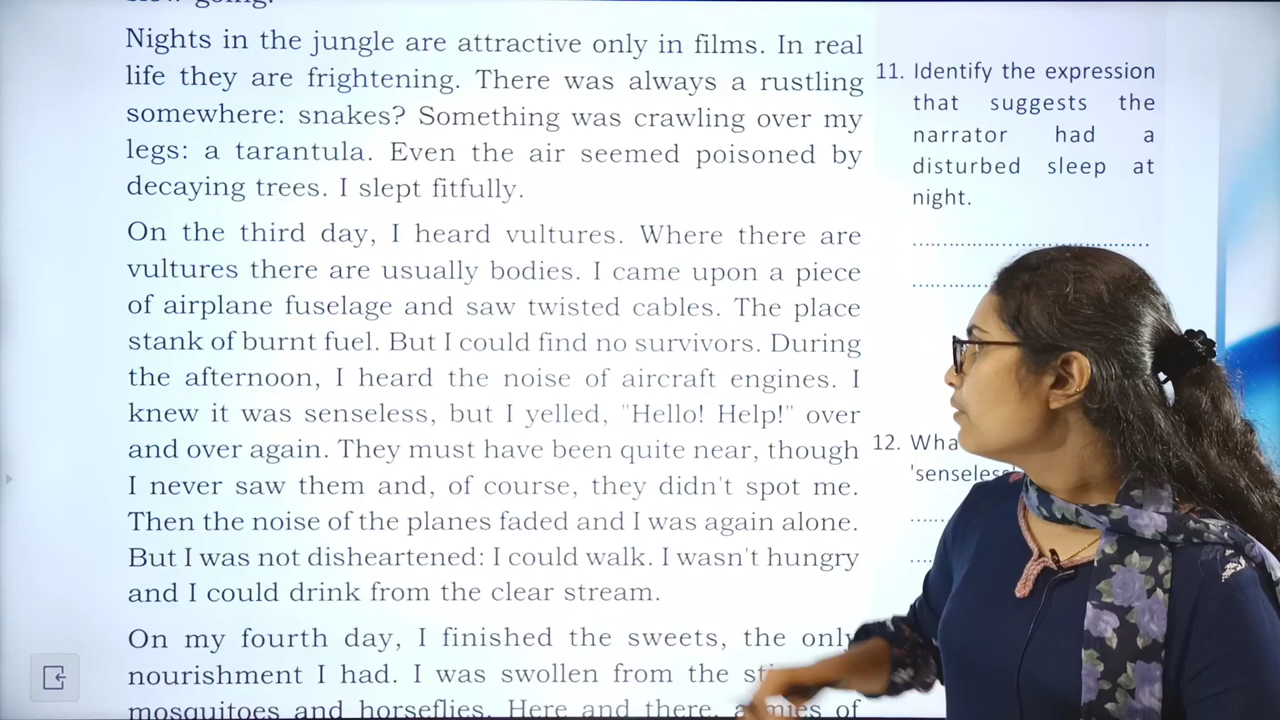 slow going.
Nights in the jungle are attractive only in films. In real
life they are frightening. There was always a rustling
somewhere: snakes? Something was crawling over my
legs: a tarantula. Even the air seemed poisoned by
decaying trees. I slept fitfully.
On the third day, I heard vultures. Where there are
vultures there are usually bodies. I came upon a piece
of airplane fuselage and saw twisted cables. The place
stank of burnt fuel. But I could find no survivors. During
the afternoon, I heard the noise of aircraft engines. I
knew it was senseless, but I yelled, "Hello! Help!" over
and over again. They must have been quite near, though
I never saw them and, of course, they didn't spot me.
Then the noise of the planes faded and I was again alone.
But I was not disheartened: I could walk. I wasn't hungry
and I could drink from the clear stream.
On my fourth day, I finished the sweets, the only
nourishment I had. I was swollen from the
mosquitoes and horseflies. Here and there, armies of
11. Identify the expression
that suggests the
narrator had a
disturbed sleep at
night.
12.
'senseless'